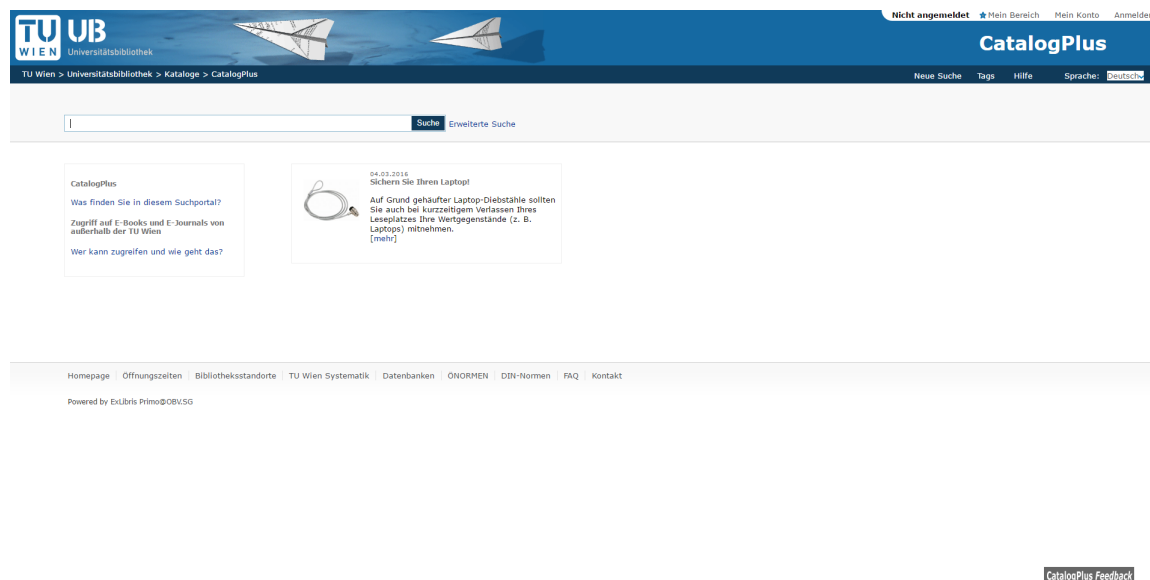 Nicht angemeldet Mein Bereich Mein Konto Anmelden
TU UB
WIEN Universitätsbibliothek
CatalogPlus
TU Wien > Universitätsbibliothek > Kataloge > CatalogPlus
Neue Suche Tags Hilfe Sprache: Deutsch
Suche Erweiterte Suche
CatalogPlus
Was finden Sie in diesem Suchportal?
Zugriff auf E-Books und E-Journals von
außerhalb der TU Wien
Wer kann zugreifen und wie geht das?
04.03.2016
Sichern Sie Ihren Laptop!
Auf Grund gehäufter Laptop-Diebstähle sollten
Sie auch bei kurzzeitigem Verlassen Ihres
Leseplatzes Ihre Wertgegenstände (z. B.
Laptops) mitnehmen.
[mehr]
Homepage Öffnungszeiten Bibliotheksstandorte TU Wien Systematik Datenbanken ÖNORMEN DIN-Normen FAQ Kontakt
Powered by ExLibris Primo@OBV.SG
CatalogPlus Feedback